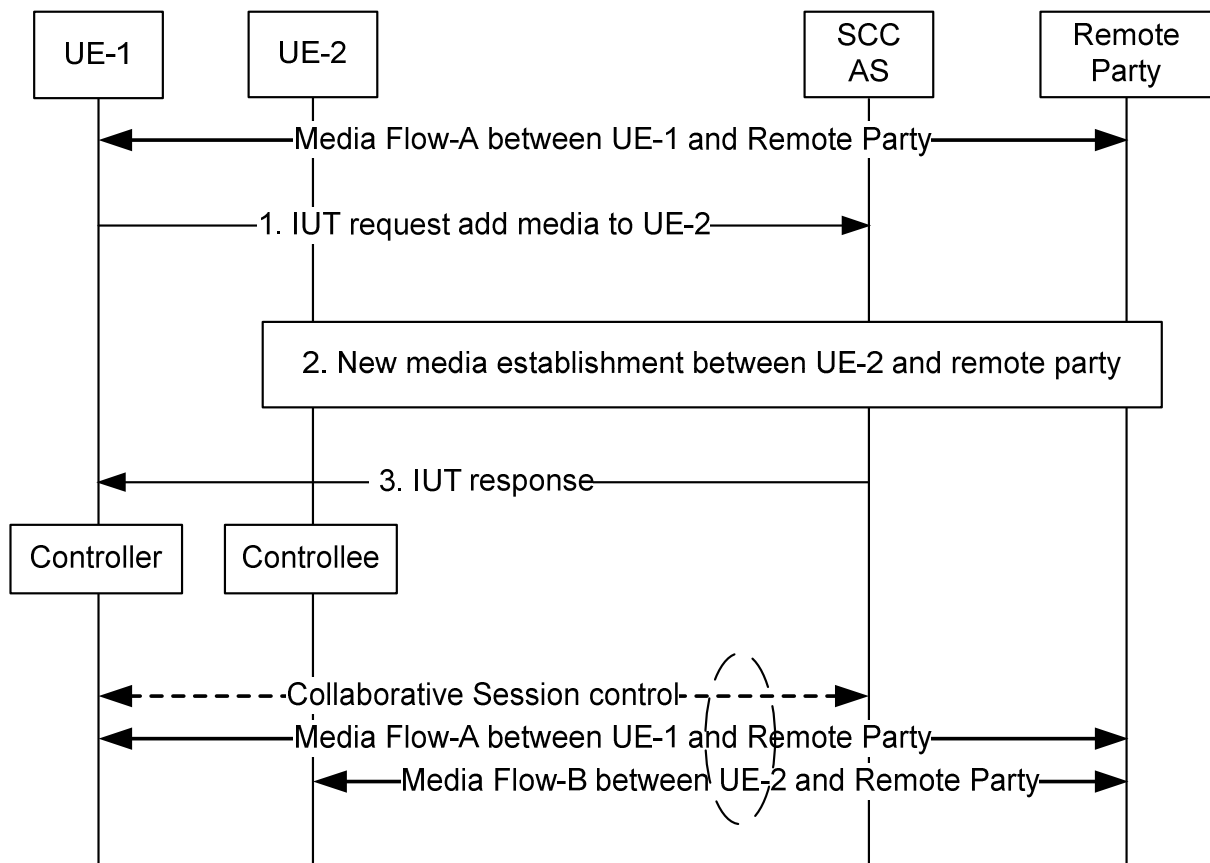 UE-1
UE-2
SCC
AS
Remote
Party
Media Flow-A between UE-1 and Remote Party
1. IUT request add media to UE-2
2. New media establishment between UE-2 and remote party
3. IUT response
Controller
Controllee
Collaborative Session control
Media Flow-A between UE-1 and Remote Party
Media Flow-B between UE-2 and Remote Party